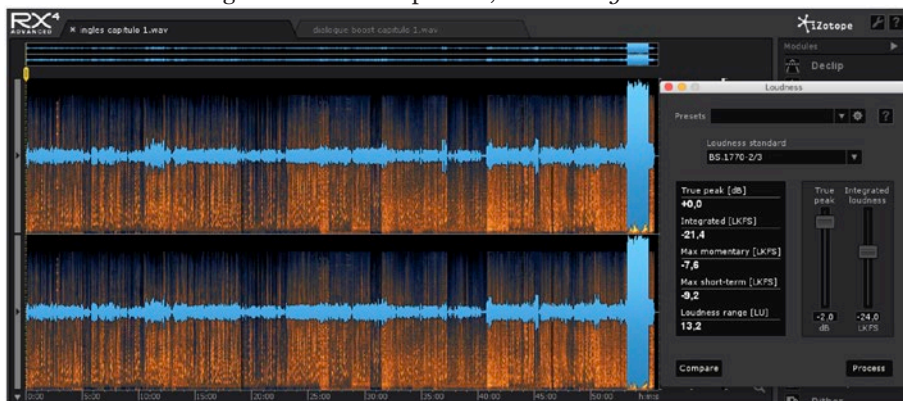 RX4
ADVANCED
× ingles capitulo 1.wav
dialogue boost capitulo 1.wav
iZotope
?
Modules
Declip
Loudness
Presets
?
Loudness standard
BS.1770-2/3
True peak [dB]
+0,0
Integrated [LKFS]
-21,4
Max momentary [LKFS]
-7,6
Max short-term [LKFS]
-9,2
Loudness range [LU]
13,2
True peak
Integrated loudness
-2,0
dB
-24,0
LKFS
Compare
Process
0:00 5:00 10:00 15:00 20:00 25:00 30:00 35:00 40:00 45:00 50:00 h:m:s